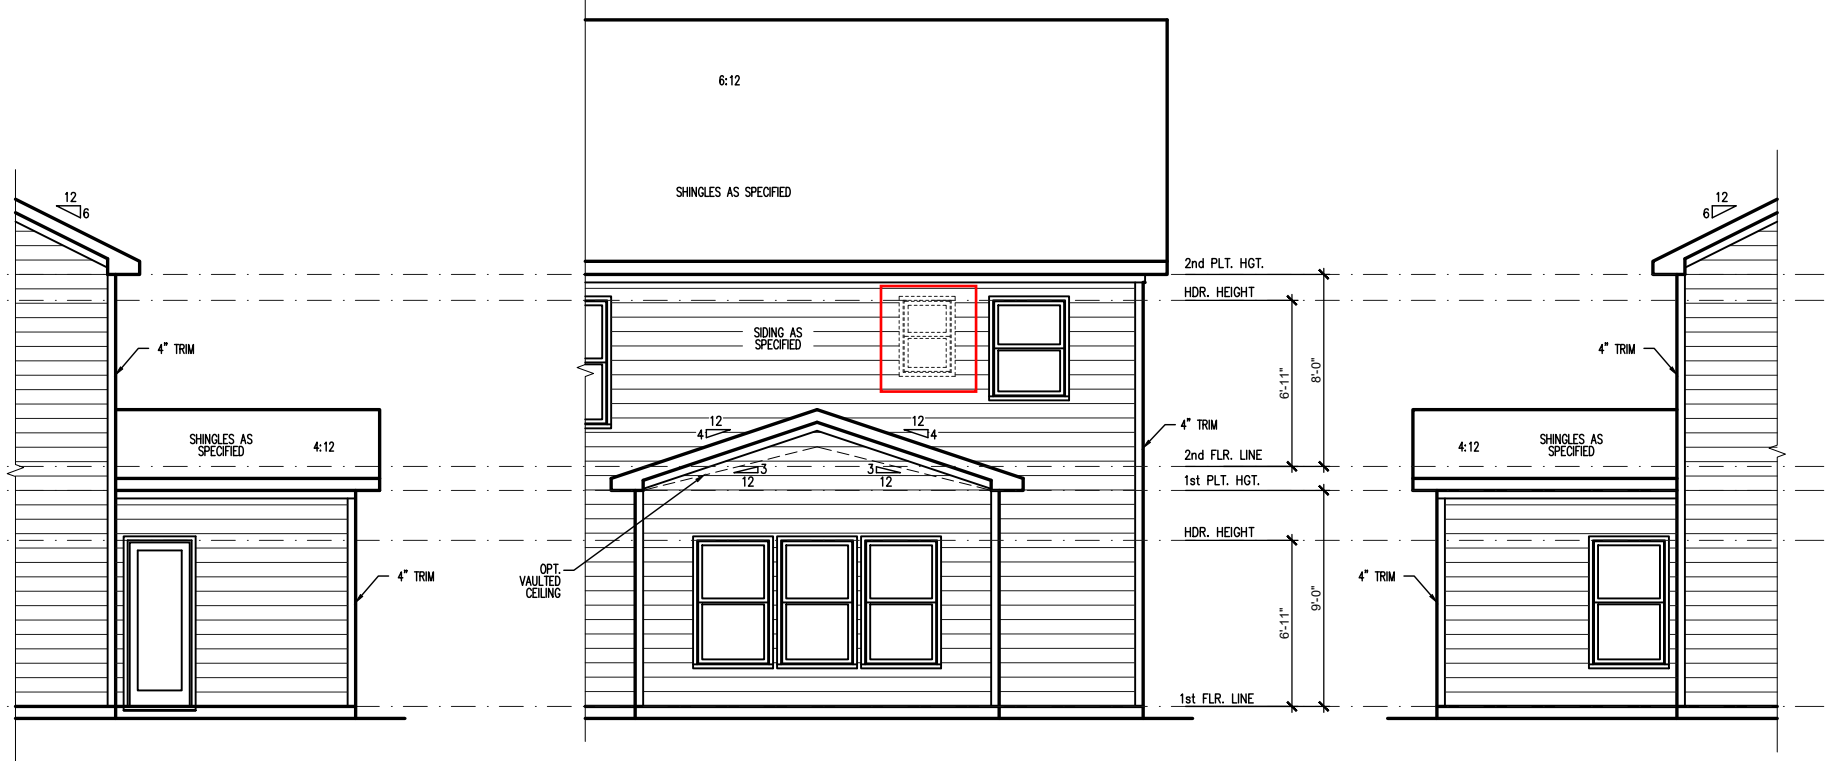 6:12
SHINGLES AS SPECIFIED
12
6
12
6
2nd PLT. HGT.
HDR. HEIGHT
SIDING AS
SPECIFIED
4" TRIM
4" TRIM
6'-11"
8'-0"
12
4
12
4
4" TRIM
SHINGLES AS
SPECIFIED
4:12
4:12
SHINGLES AS
SPECIFIED
2nd FLR. LINE
3
12
3
12
1st PLT. HGT.
HDR. HEIGHT
OPT.
VAULTED
CEILING
4" TRIM
4" TRIM
6'-11"
9'-0"
1st FLR. LINE